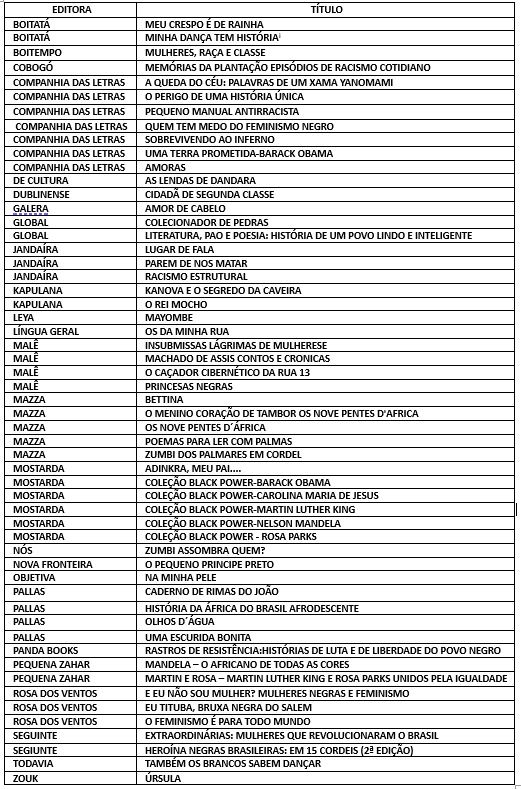 EDITORA TÍTULO
BOITATÁ MEU CRESPO É DE RAINHA
BOITATÁ MINHA DANÇA TEM HISTÓRIAⁱ
BOITEMPO MULHERES, RAÇA E CLASSE
COBOGÓ MEMÓRIAS DA PLANTAÇÃO EPISÓDIOS DE RACISMO COTIDIANO
COMPANHIA DAS LETRAS A QUEDA DO CÉU: PALAVRAS DE UM XAMA YANOMAMI
COMPANHIA DAS LETRAS O PERIGO DE UMA HISTÓRIA ÚNICA
COMPANHIA DAS LETRAS PEQUENO MANUAL ANTIRRACISTA
COMPANHIA DAS LETRAS QUEM TEM MEDO DO FEMINISMO NEGRO
COMPANHIA DAS LETRAS SOBREVIVENDO AO INFERNO
COMPANHIA DAS LETRAS UMA TERRA PROMETIDA-BARACK OBAMA
COMPANHIA DAS LETRAS AMORAS
DE CULTURA AS LENDAS DE DANDARA
DUBLINENSE CIDADÃ DE SEGUNDA CLASSE
GALERA AMOR DE CABELO
GLOBAL COLECIONADOR DE PEDRAS
GLOBAL LITERATURA, PAO E POESIA: HISTÓRIA DE UM POVO LINDO E INTELIGENTE
JANDAÍRA LUGAR DE FALA
JANDAÍRA PAREM DE NOS MATAR
JANDAÍRA RACISMO ESTRUTURAL
KAPULANA KANOVA E O SEGREDO DA CAVEIRA
KAPULANA O REI MOCHO
LEYA MAYOMBE
LÍNGUA GERAL OS DA MINHA RUA
MALÊ INSUBMISSAS LÁGRIMAS DE MULHERESE
MALÊ MACHADO DE ASSIS CONTOS E CRONICAS
MALÊ O CAÇADOR CIBERNÉTICO DA RUA 13
MALÊ PRINCESAS NEGRAS
MAZZA BETTINA
MAZZA O MENINO CORAÇÃO DE TAMBOR OS NOVE PENTES D'AFRICA
MAZZA OS NOVE PENTES D´ÁFRICA
MAZZA POEMAS PARA LER COM PALMAS
MAZZA ZUMBI DOS PALMARES EM CORDEL
MOSTARDA ADINKRA, MEU PAI....
MOSTARDA COLEÇÃO BLACK POWER-BARACK OBAMA
MOSTARDA COLEÇÃO BLACK POWER-CAROLINA MARIA DE JESUS
MOSTARDA COLEÇÃO BLACK POWER-MARTIN LUTHER KING
MOSTARDA COLEÇÃO BLACK POWER-NELSON MANDELA
MOSTARDA COLEÇÃO BLACK POWER - ROSA PARKS
NÓS ZUMBI ASSOMBRA QUEM?
NOVA FRONTEIRA O PEQUENO PRINCIPE PRETO
OBJETIVA NA MINHA PELE
PALLAS CADERNO DE RIMAS DO JOÃO
PALLAS HISTÓRIA DA ÁFRICA DO BRASIL AFRODESCENTE
PALLAS OLHOS D´ÁGUA
PALLAS UMA ESCURIDA BONITA
PANDA BOOKS RASTROS DE RESISTÊNCIA:HISTÓRIAS DE LUTA E DE LIBERDADE DO POVO NEGRO
PEQUENA ZAHAR MANDELA – O AFRICANO DE TODAS AS CORES
PEQUENA ZAHAR MARTIN E ROSA – MARTIN LUTHER KING E ROSA PARKS UNIDOS PELA IGUALDADE
ROSA DOS VENTOS E EU NÃO SOU MULHER? MULHERES NEGRAS E FEMINISMO
ROSA DOS VENTOS EU TITUBA, BRUXA NEGRA DO SALEM
ROSA DOS VENTOS O FEMINISMO É PARA TODO MUNDO
SEGUINTE EXTRAORDINÁRIAS: MULHERES QUE REVOLUCIONARAM O BRASIL
SEGIUNTE HEROÍNA NEGRAS BRASILEIRAS: EM 15 CORDEIS (2ª EDIÇÃO)
TODAVIA TAMBÉM OS BRANCOS SABEM DANÇAR
ZOUK ÚRSULA